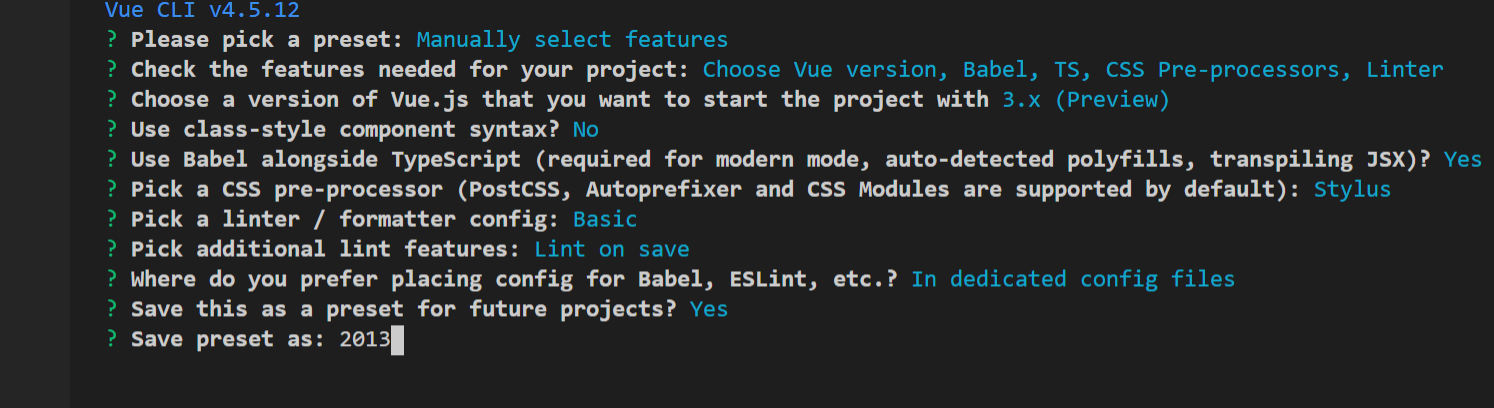 Vue CLI v4.5.12
? Please pick a preset: Manually select features
? Check the features needed for your project: Choose Vue version, Babel, TS, CSS Pre-processors, Linter
? Choose a version of Vue.js that you want to start the project with 3.x (Preview)
? Use class-style component syntax? No
? Use Babel alongside TypeScript (required for modern mode, auto-detected polyfills, transpiling JSX)? Yes
? Pick a CSS pre-processor (PostCSS, Autoprefixer and CSS Modules are supported by default): Stylus
? Pick a linter / formatter config: Basic
? Pick additional lint features: Lint on save
? Where do you prefer placing config for Babel, ESLint, etc.? In dedicated config files
? Save this as a preset for future projects? Yes
? Save preset as: 2013